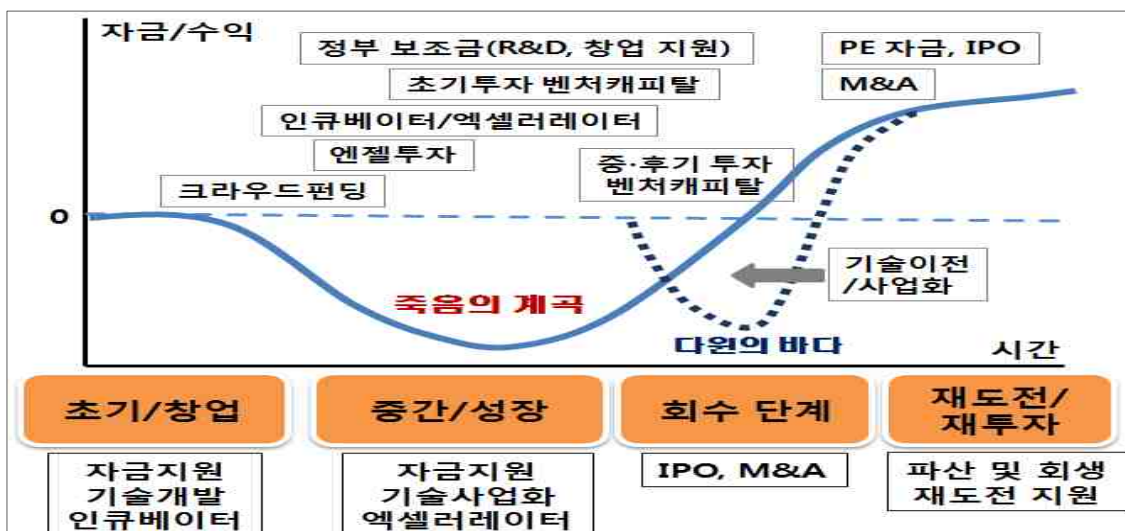 자금/수익
정부 보조금(R&D, 창업 지원)
PE 자금, IPO
초기투자 벤처캐피탈
M&A
인큐베이터/엑셀러레이터
엔젤투자
중·후기 투자
벤처캐피탈
크라우드펀딩
0
기술이전
/사업화
죽음의 계곡
다윈의 바다
시간
초기/창업
중간/성장
회수 단계
재도전/
재투자
자금지원
기술개발
인큐베이터
자금지원
기술사업화
엑셀러레이터
IPO, M&A
파산 및 회생
재도전 지원